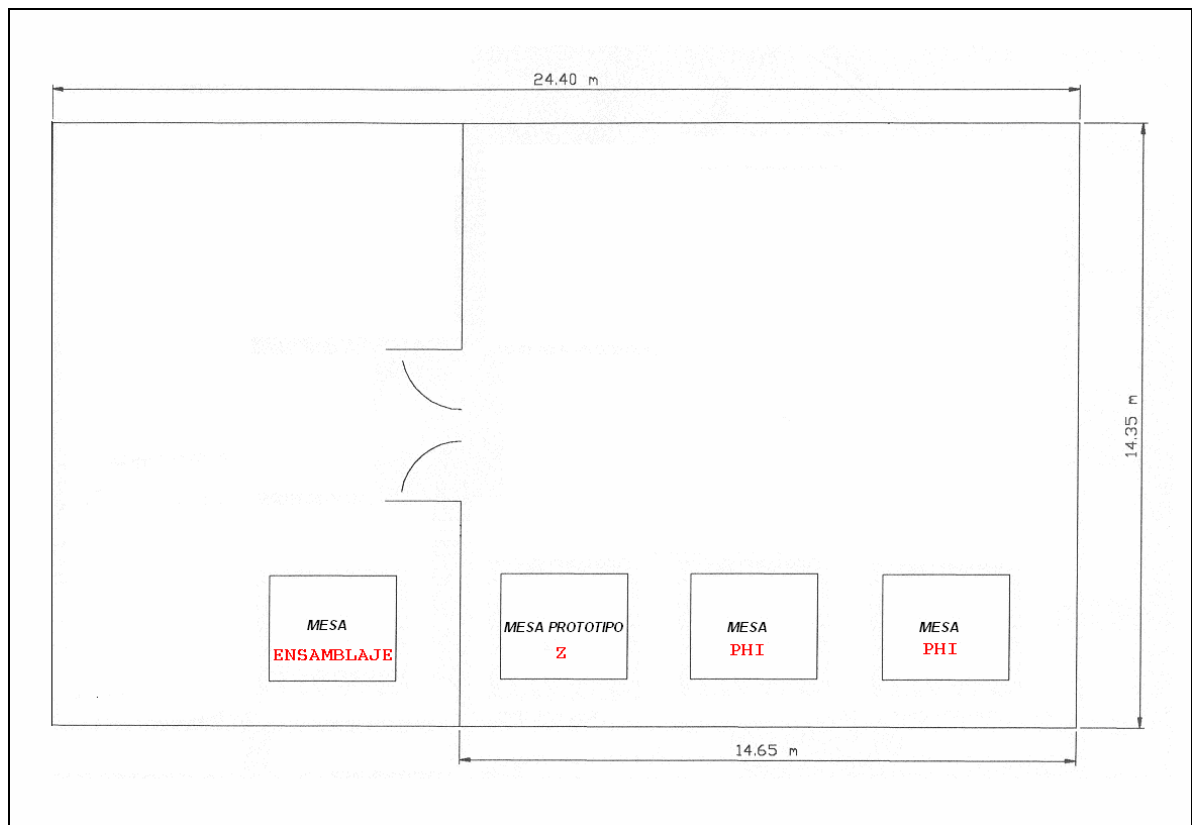 24.40 m
14.35 m
MESA
ENSAMBLAJE
MESA PROTOTIPO
Z
MESA
PHI
MESA
PHI
14.65 m